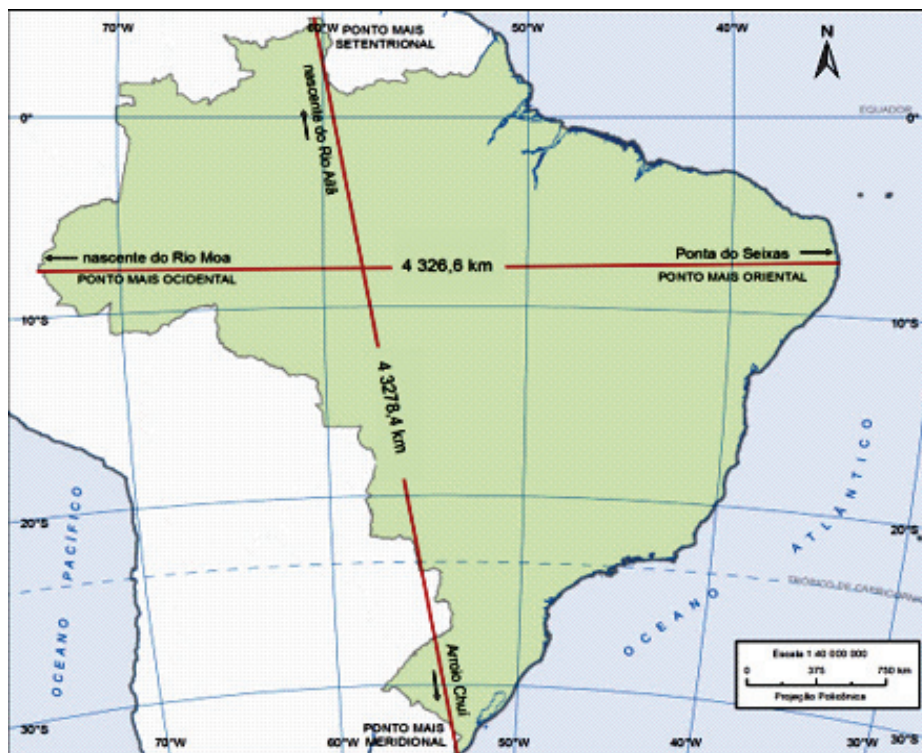 70°W
60°W
50°W
40°W
PONTO MAIS
SETENTRIONAL
N
EQUADOR
0°
0°
nascente do Rio Ailã
nascente do Rio Moa
PONTO MAIS OCIDENTAL
4 326,6 km
Ponta do Seixas
PONTO MAIS ORIENTAL
10°S
10°S
4 3278,4 km
OCEANO ATLÂNTICO
OCEANO PACÍFICO
20°S
20°S
TRÓPICO DE CAPRICÓRNIO
Arroio Chuí
PONTO MAIS
MERIDIONAL
Escala 1:40 000 000
0 375 750 km
Projeção Policônica
30°S
30°S
70°W
60°W
50°W
40°W
30°W